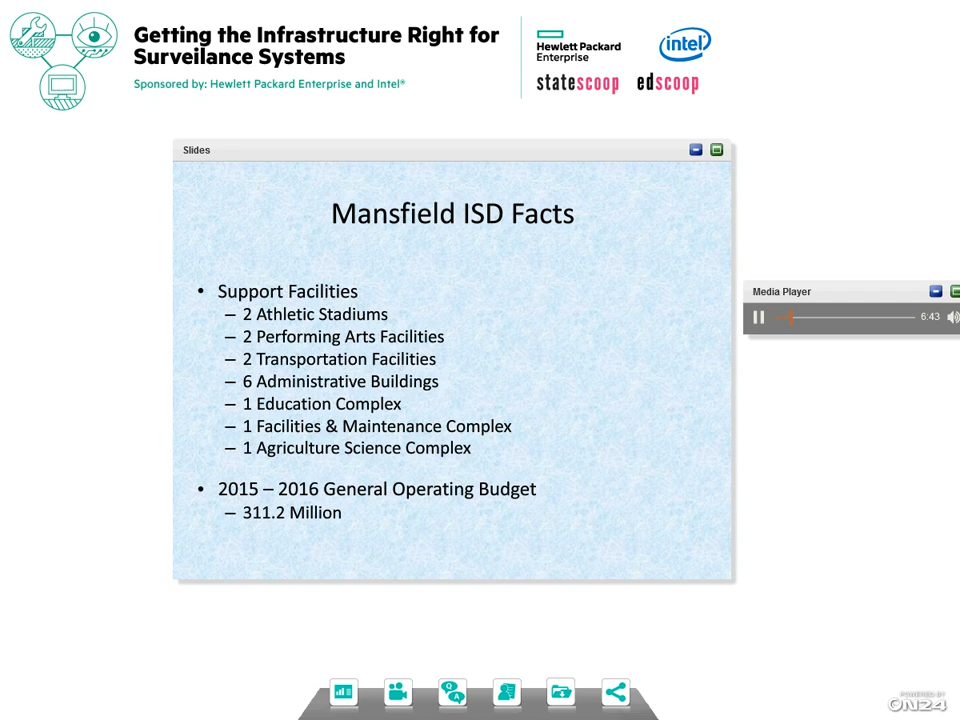 Getting the Infrastructure Right for
Surveilance Systems
Sponsored by: Hewlett Packard Enterprise and Intel®
Hewlett Packard
Enterprise
intel®
statescoop edscoop
Slides
Mansfield ISD Facts
• Support Facilities
– 2 Athletic Stadiums
– 2 Performing Arts Facilities
– 2 Transportation Facilities
– 6 Administrative Buildings
– 1 Education Complex
– 1 Facilities & Maintenance Complex
– 1 Agriculture Science Complex
• 2015 – 2016 General Operating Budget
– 311.2 Million
Media Player
6:43
Q
A
POWERED BY
ON24